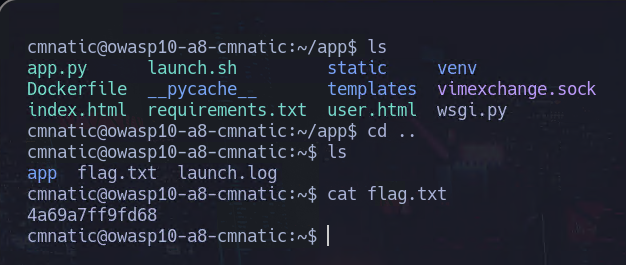 cmnatic@owasp10-a8-cmnatic:~/app$ ls
app.py launch.sh static venv
Dockerfile __pycache__ templates vimexchange.sock
index.html requirements.txt user.html wsgi.py
cmnatic@owasp10-a8-cmnatic:~/app$ cd ..
cmnatic@owasp10-a8-cmnatic:~$ ls
app flag.txt launch.log
cmnatic@owasp10-a8-cmnatic:~$ cat flag.txt
4a69a7ff9fd68
cmnatic@owasp10-a8-cmnatic:~$